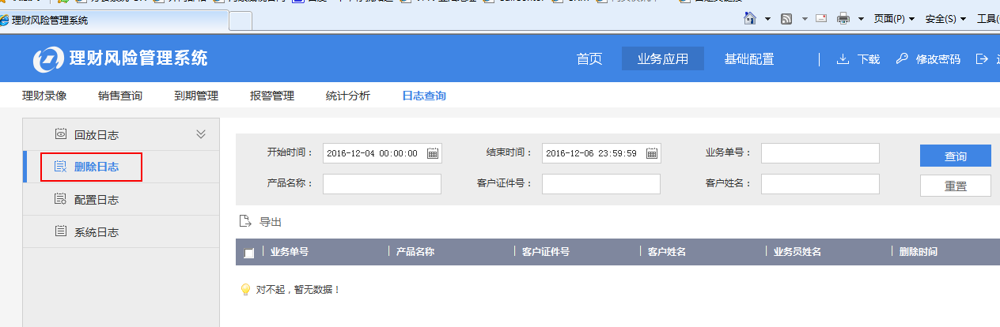 理财风险管理系统
页面(P)
安全(S)
工具(
理财风险管理系统
首页
业务应用
基础配置
下载
修改密码
理财录像
销售查询
到期管理
报警管理
统计分析
日志查询
回放日志
删除日志
配置日志
系统日志
开始时间：
2016-12-04 00:00:00
结束时间：
2016-12-06 23:59:59
业务单号：
查询
产品名称：
客户证件号：
客户姓名：
重置
导出
业务单号
产品名称
客户证件号
客户姓名
业务员姓名
删除时间
对不起，暂无数据！